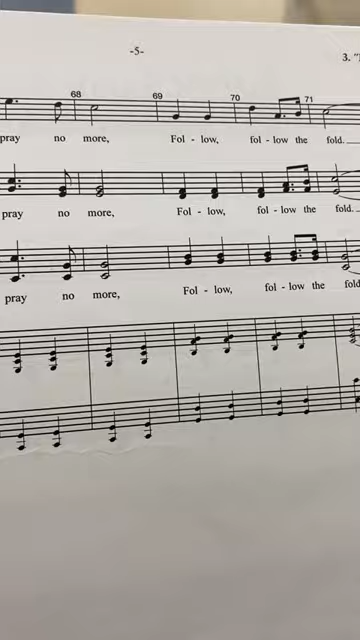 -5-
3. "
68 69 70 71
pray no more, Fol - low, fol - low the fold.
pray no more, Fol - low, fol - low the fold.
pray no more, Fol - low, fol - low the fold